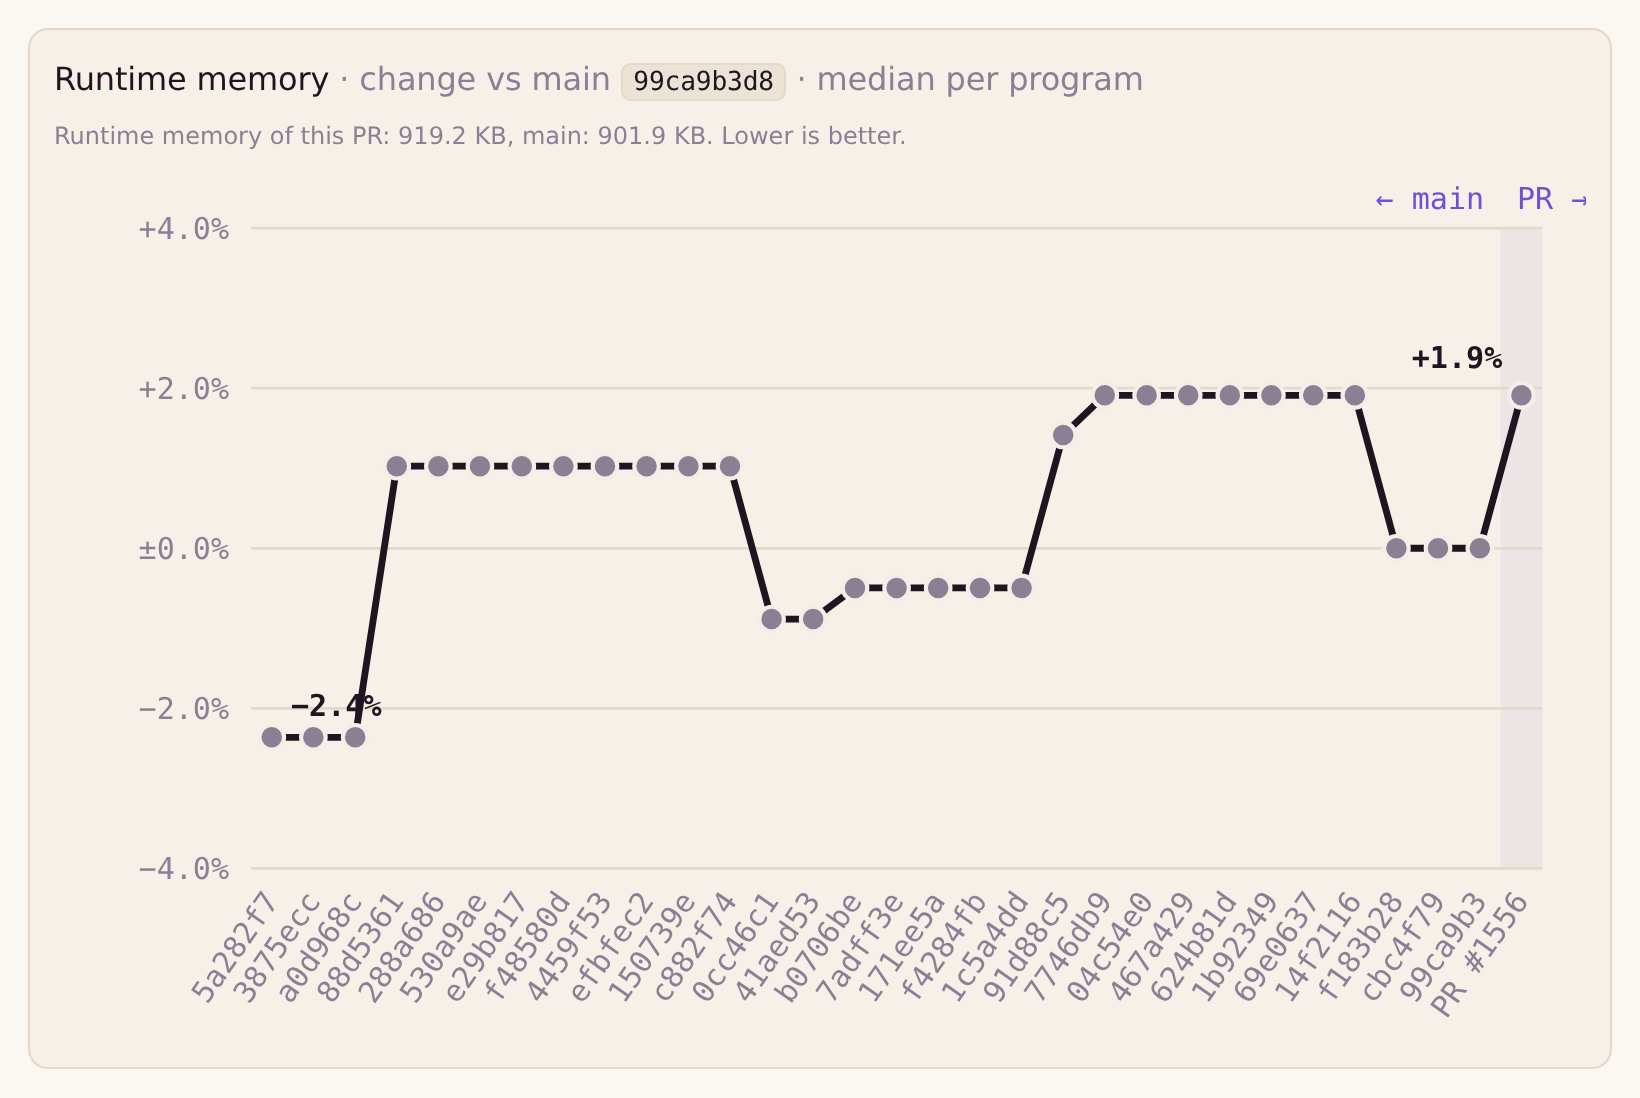 Runtime memory · change vs main 99ca9b3d8 · median per program
Runtime memory of this PR: 919.2 KB, main: 901.9 KB. Lower is better.
← main PR →
+4.0%
+2.0%
±0.0%
−2.0%
−4.0%
+1.9%
−2.4%
5a282f7
3875ecc
a0d968c
88d5361
288a686
530a9ae
e29b817
f48580d
4459f53
efbfec2
150739e
c882f74
0cc46c1
41aed53
b0706be
7adff3e
171ee5a
f4284fb
1c5a4dd
91d88c5
7746db9
04c54e0
467a429
624b81d
1b92349
69e0637
14f2116
f183b28
cbc4f79
99ca9b3
PR #1556